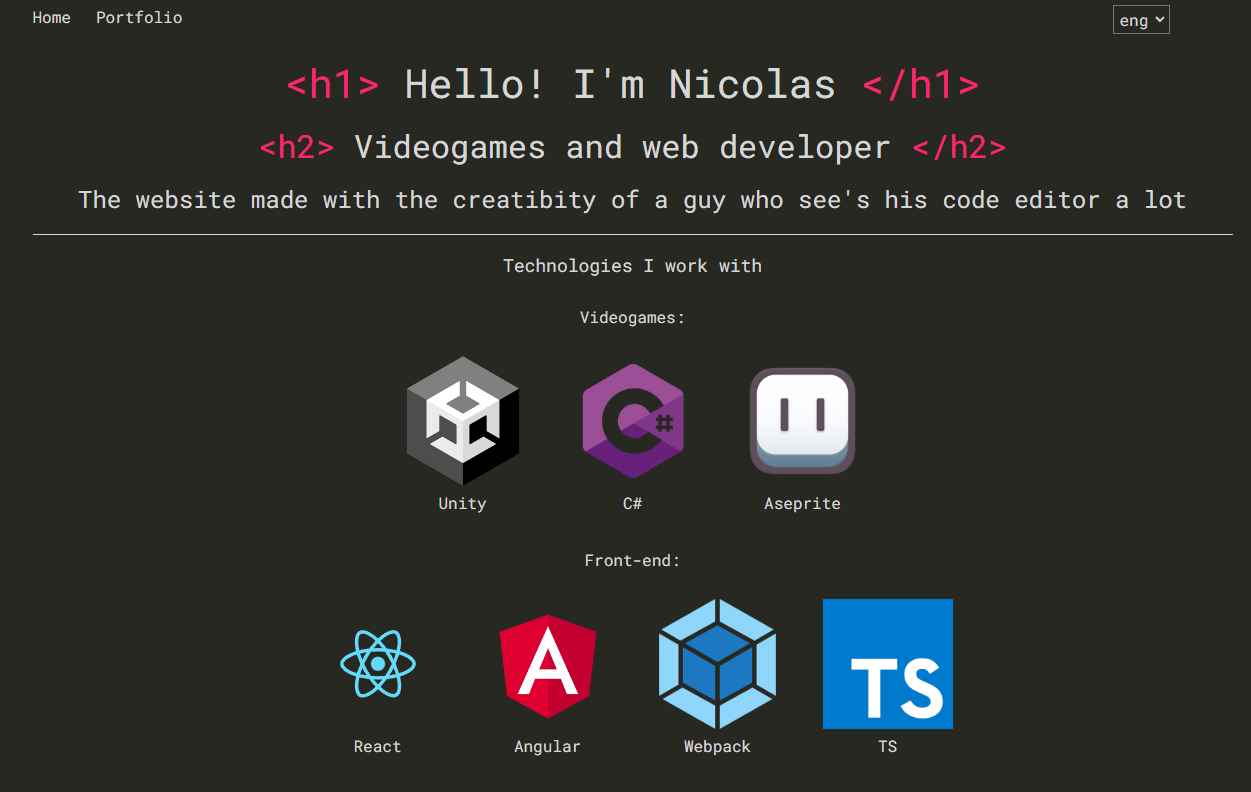 Home Portfolio eng
<h1> Hello! I'm Nicolas </h1>
<h2> Videogames and web developer </h2>
The website made with the creatibity of a guy who see's his code editor a lot
Technologies I work with
Videogames:
C#
Unity C# Aseprite
Front-end:
A
TS
React Angular Webpack TS